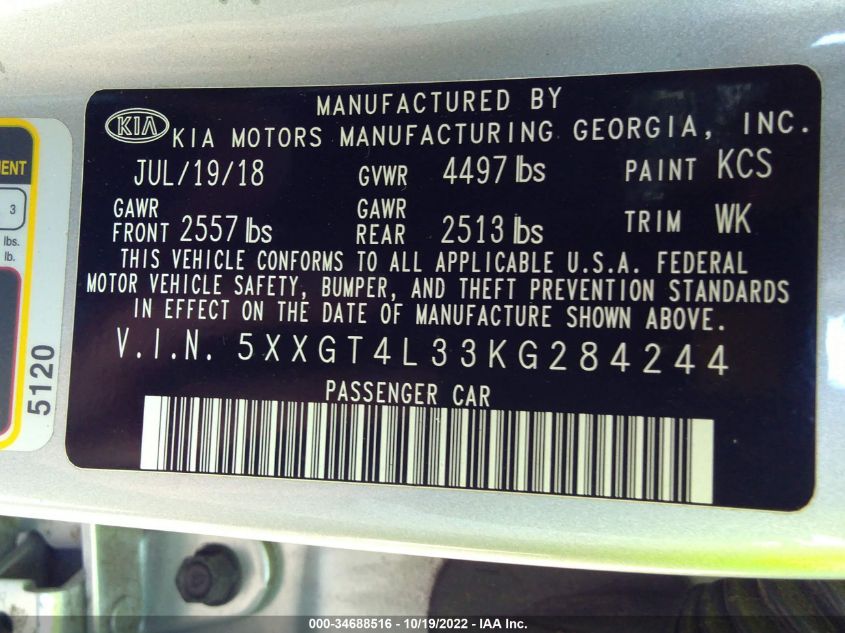 MANUFACTURED BY
KIA KIA MOTORS MANUFACTURING GEORGIA, INC.
JUL/19/18 GVWR 4497 lbs PAINT KCS
GAWR FRONT 2557 lbs GAWR REAR 2513 lbs TRIM WK
THIS VEHICLE CONFORMS TO ALL APPLICABLE U.S.A. FEDERAL
MOTOR VEHICLE SAFETY, BUMPER, AND THEFT PREVENTION STANDARDS
IN EFFECT ON THE DATE OF MANUFACTURE SHOWN ABOVE.
V.I.N. 5XXGT4L33KG284244
PASSENGER CAR
3
lbs.
lb.
5120
000-34688516 - 10/19/2022 - IAA Inc.